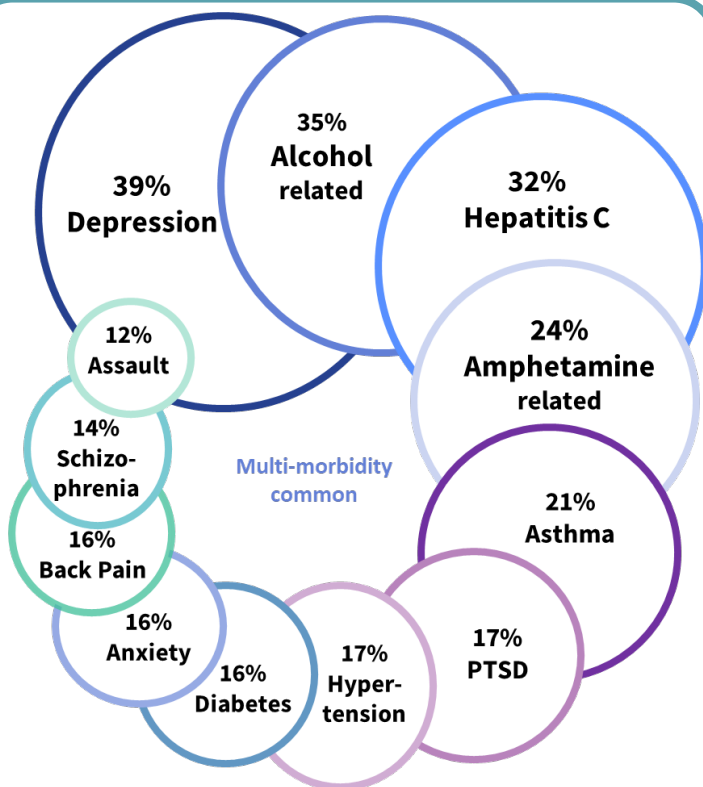 39%
Depression
35%
Alcohol
related
32%
Hepatitis C
24%
Amphetamine
related
21%
Asthma
17%
PTSD
17%
Hyper-
tension
16%
Diabetes
16%
Anxiety
16%
Back Pain
14%
Schizo-
phrenia
12%
Assault
Multi-morbidity
common